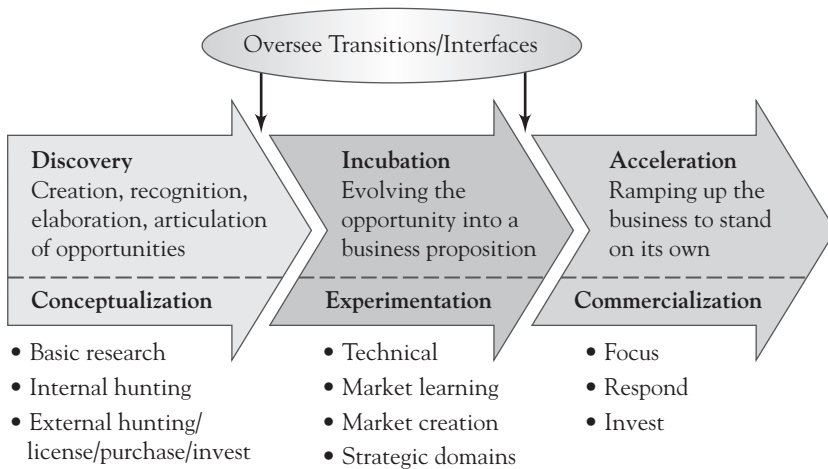 Oversee Transitions/Interfaces
Discovery
Creation, recognition,
elaboration, articulation
of opportunities
Conceptualization
• Basic research
• Internal hunting
• External hunting/
license/purchase/invest
Incubation
Evolving the
opportunity into a
business proposition
Experimentation
• Technical
• Market learning
• Market creation
• Strategic domains
Acceleration
Ramping up the
business to stand
on its own
Commercialization
• Focus
• Respond
• Invest